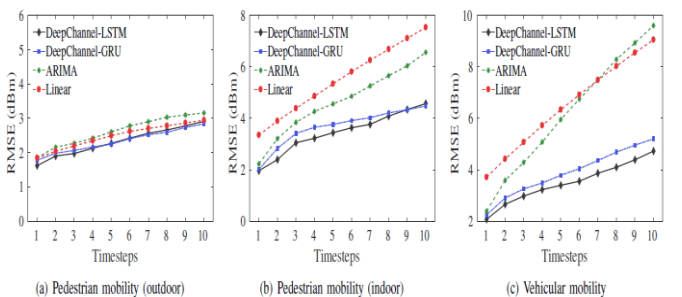 6
5
4
3
2
1
0
RMSE (dBm)
DeepChannel-LSTM
DeepChannel-GRU
ARIMA
Linear
1 2 3 4 5 6 7 8 9 10
Timesteps
(a) Pedestrian mobility (outdoor)
8
6
4
2
0
RMSE (dBm)
DeepChannel-LSTM
DeepChannel-GRU
ARIMA
Linear
1 2 3 4 5 6 7 8 9 10
Timesteps
(b) Pedestrian mobility (indoor)
10
8
6
4
2
RMSE (dBm)
DeepChannel-LSTM
DeepChannel-GRU
ARIMA
Linear
1 2 3 4 5 6 7 8 9 10
Timesteps
(c) Vehicular mobility